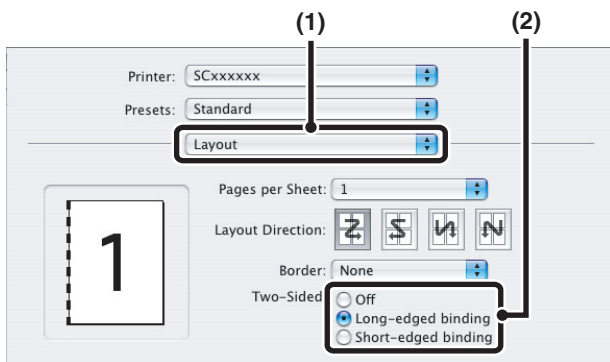 (1) (2)
Printer: SCxxxxxx
Presets: Standard
Layout
Pages per Sheet: 1
Layout Direction:
Border: None
Two-Sided Off
Long-edged binding
Short-edged binding
1